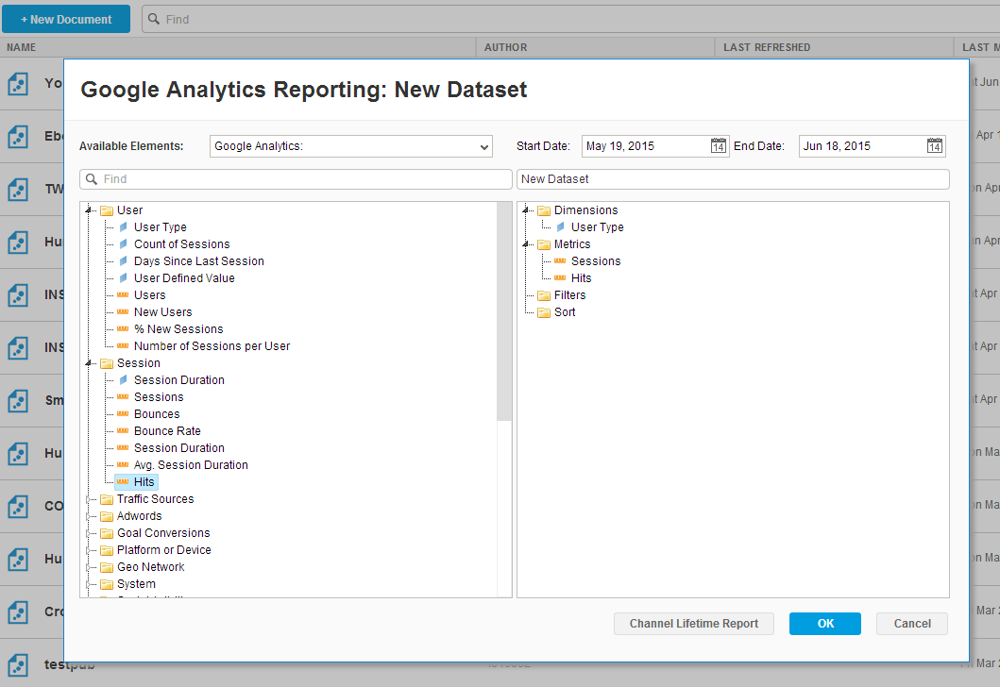 + New Document
Find
NAME AUTHOR LAST REFRESHED LAST M
Google Analytics Reporting: New Dataset
Available Elements: Google Analytics: Start Date: May 19, 2015 14 End Date: Jun 18, 2015 14
Find New Dataset
User
User Type
Count of Sessions
Days Since Last Session
User Defined Value
Users
New Users
% New Sessions
Number of Sessions per User
Session
Session Duration
Sessions
Bounces
Bounce Rate
Session Duration
Avg. Session Duration
Hits
Traffic Sources
Adwords
Goal Conversions
Platform or Device
Geo Network
System
Dimensions
User Type
Metrics
Sessions
Hits
Filters
Sort
Channel Lifetime Report OK Cancel
Yo
t Jun
Ebo
Apr 1
TW
n Apr
Hu
n Apr
INS
t Apr
INS
t Apr
Sm
t Apr
Hu
n Ma
CO
n Ma
Hu
n Ma
Cro
Mar 2
testpub
Mar